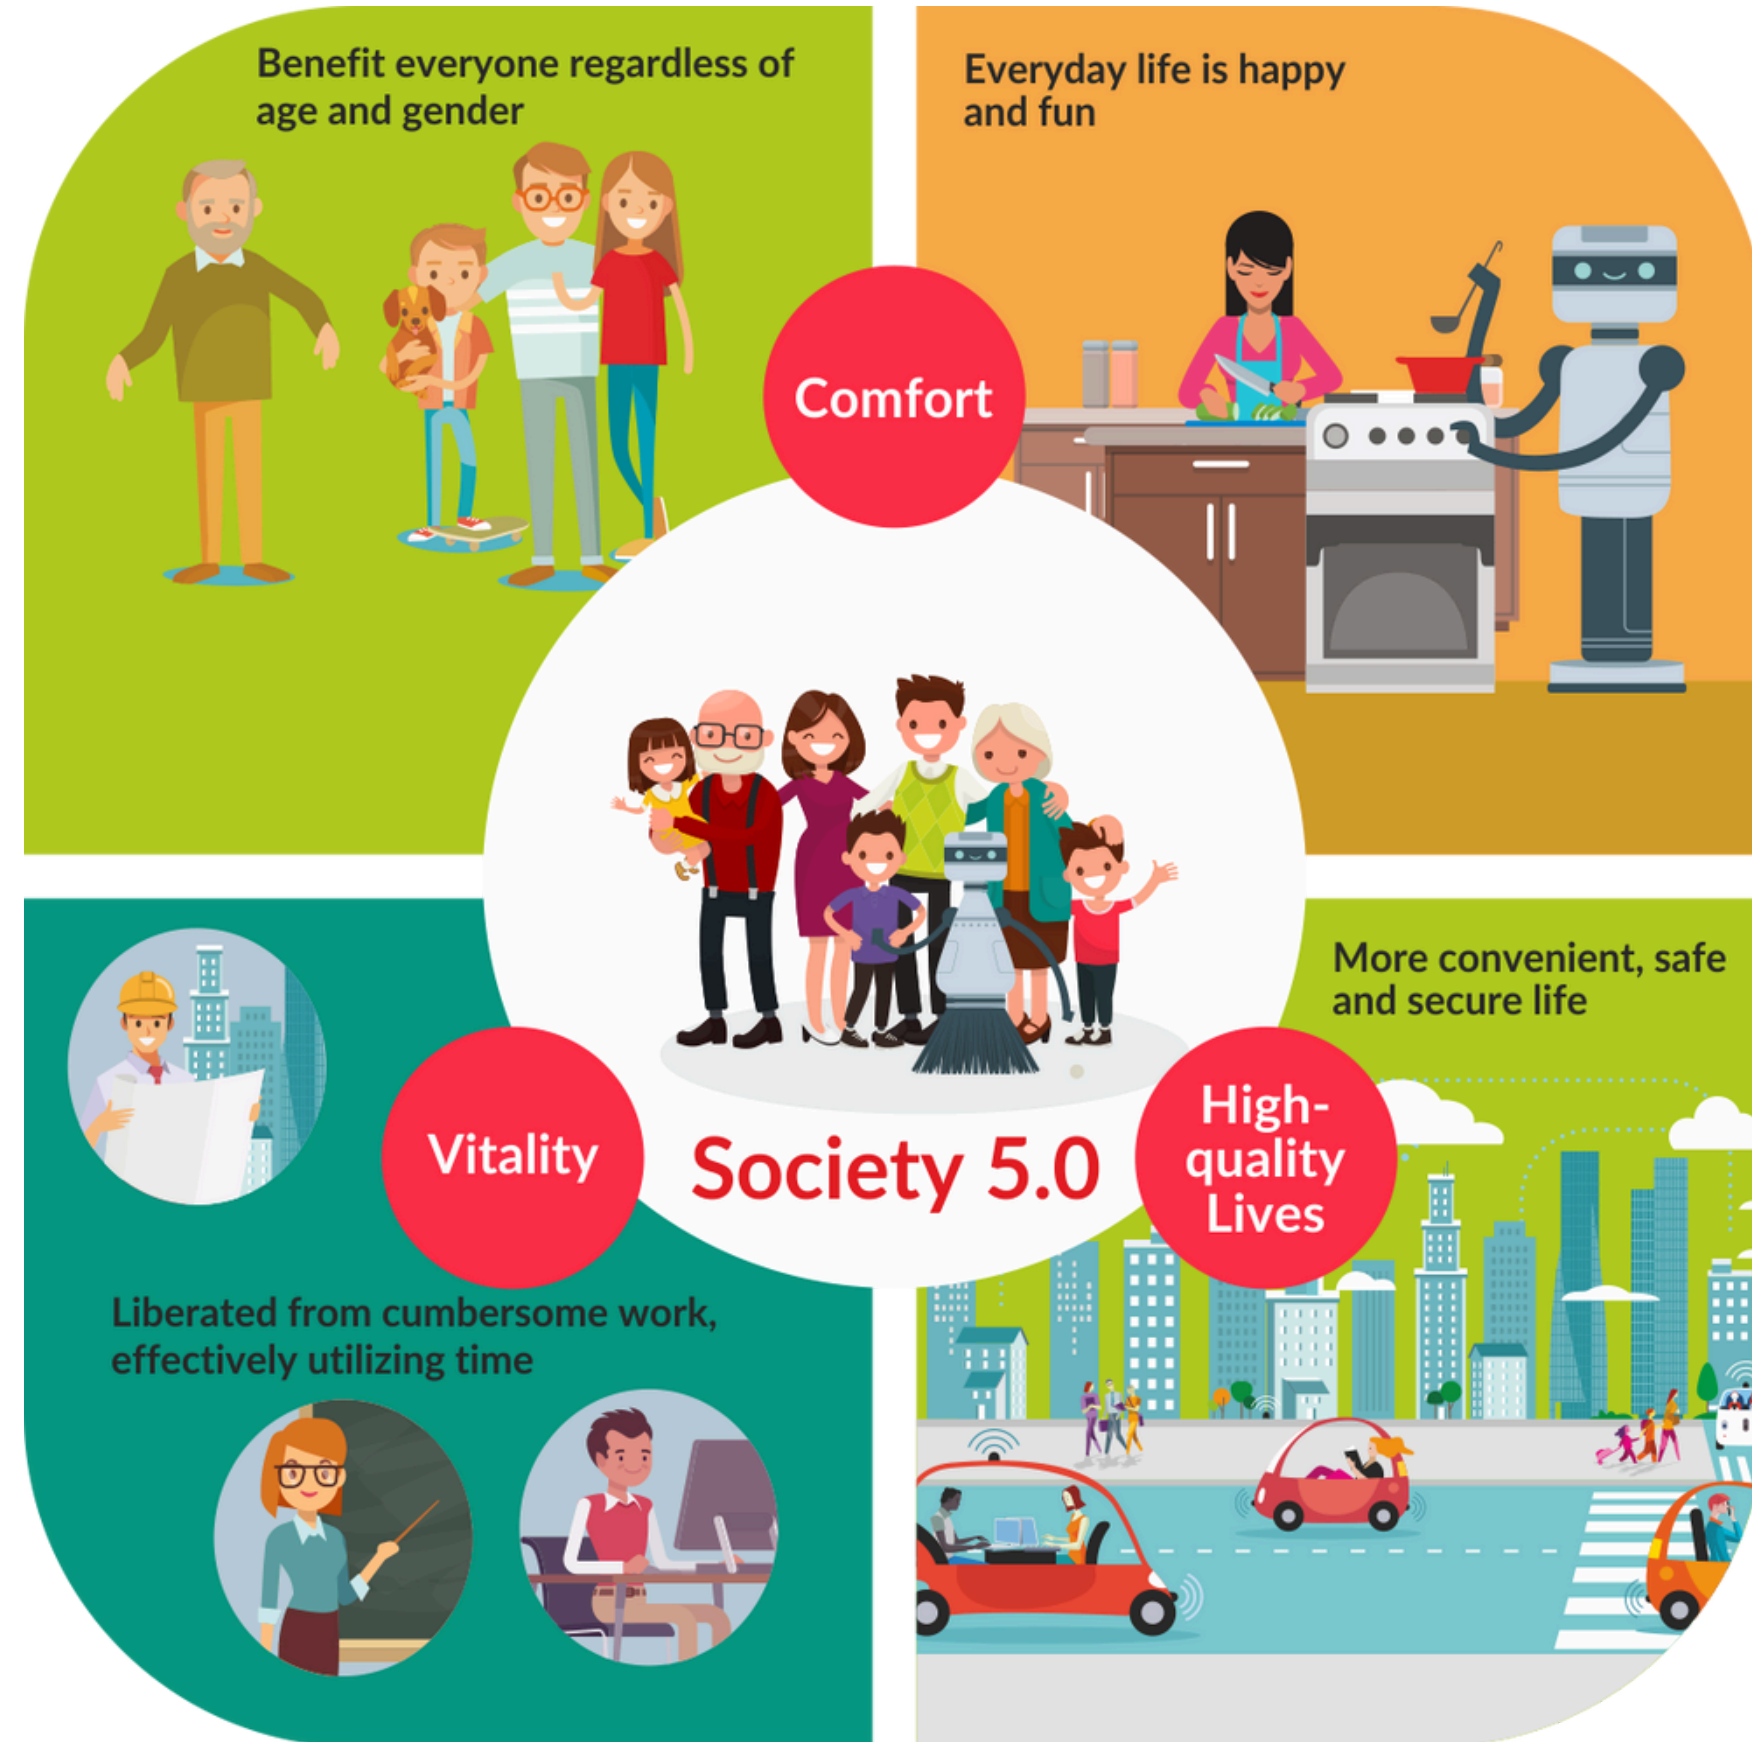 Benefit everyone regardless of
age and gender
Everyday life is happy
and fun
Comfort
More convenient, safe
and secure life
Vitality
Society 5.0
High-
quality
Lives
Liberated from cumbersome work,
effectively utilizing time